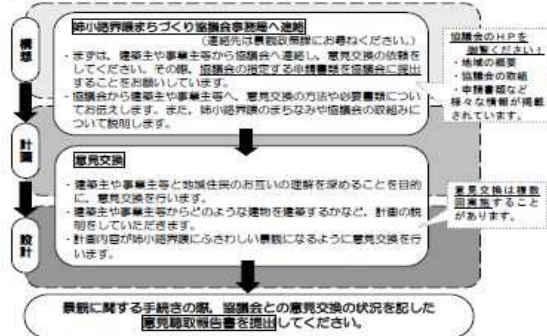 構想
姉小路界隈まちづくり協議会事務局へ連絡
(連絡先は景観政策課にお尋ねください。)
・まずは、建築主や事業主等から協議会へ連絡し、意見交換の依頼を
してください。その際、協議会の指定する申請書類を協議会に提出
することをお願いしています。
・協議会から建築主や事業主等へ、意見交換の方法や必要書類につい
てお伝えします。また、姉小路界隈のまちなみや協議会の取組みに
ついて説明します。
協議会のHPを
御覧ください!
・地域の概要
・協議会の取組
・申請書類など
様々な情報が掲載
されています。
計画
意見交換
・建築主や事業主等と地域住民のお互いの理解を深めることを目的
に、意見交換を行います。
・建築主や事業主等からどのような建物を建築するかなど、計画の説
明をしていただきます。
・計画内容が姉小路界隈にふさわしい景観になるように意見交換を行
います。
意見交換は複数
回実施すること
があります。
設計
景観に関する手続きの際、協議会との意見交換の状況を記した
意見聴取報告書を提出してください。